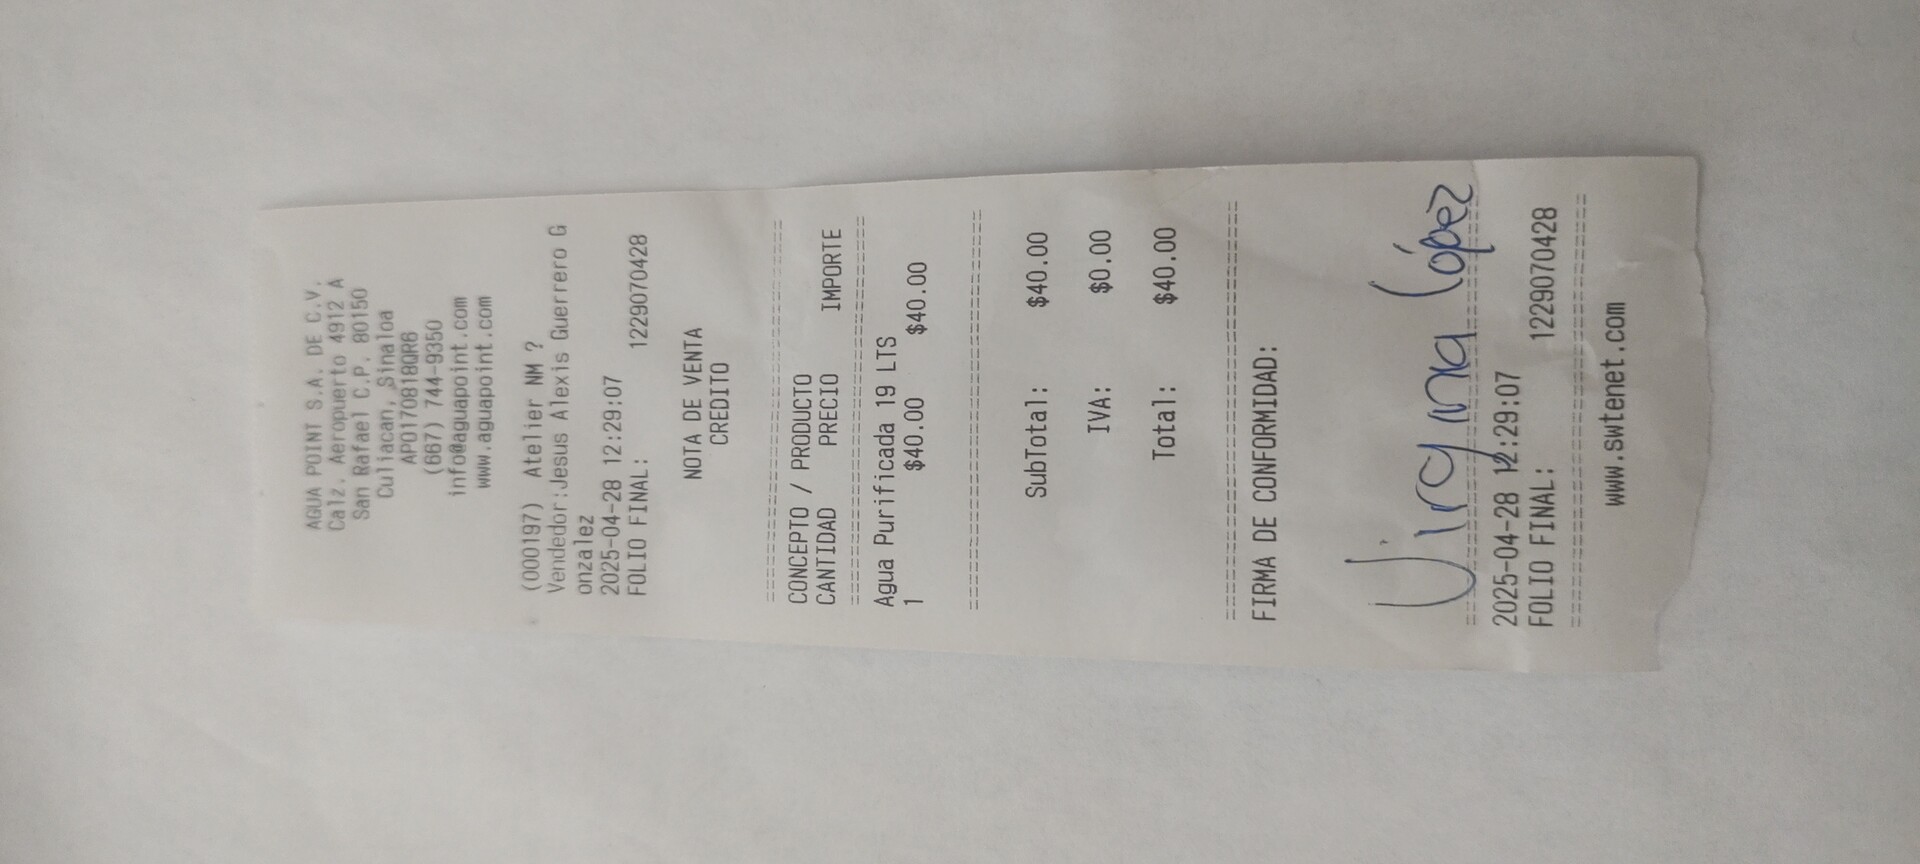 AGUA POINT S.A. DE C.V.
Calz. Aeropuerto 4912 A
San Rafael C.P. 80150
Culiacan, Sinaloa
APO170818QR6
(667) 744-9350
info@aguapoint.com
www.aguapoint.com
(000197) Atelier NM ?
Vendedor:Jesus Alexis Guerrero G
onzalez
2025-04-28 12:29:07
FOLIO FINAL: 1229070428
NOTA DE VENTA
CREDITO
CONCEPTO / PRODUCTO
CANTIDAD PRECIO IMPORTE
Agua Purificada 19 LTS
1 $40.00 $40.00
SubTotal: $40.00
IVA: $0.00
Total: $40.00
FIRMA DE CONFORMIDAD:
López
2025-04-28 12:29:07
FOLIO FINAL: 1229070428
www.swtenet.com